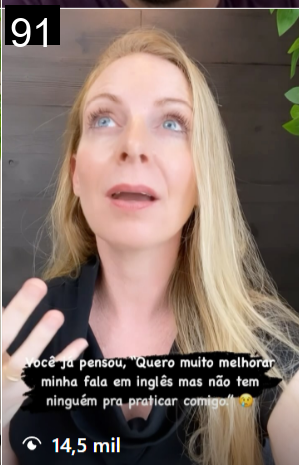 91
Você já pensou, "Quero muito melhorar
minha fala em inglês mas não tem
ninguém pra praticar comigo." 😢
14,5 mil